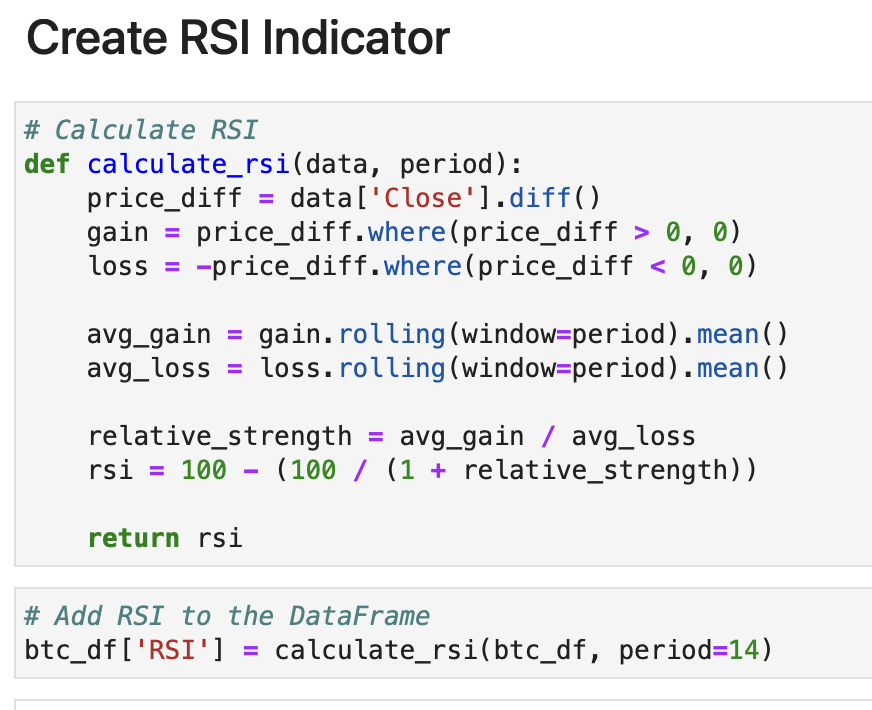 Create RSI Indicator
# Calculate RSI
def calculate_rsi(data, period):
    price_diff = data['Close'].diff()
    gain = price_diff.where(price_diff > 0, 0)
    loss = -price_diff.where(price_diff < 0, 0)

    avg_gain = gain.rolling(window=period).mean()
    avg_loss = loss.rolling(window=period).mean()

    relative_strength = avg_gain / avg_loss
    rsi = 100 - (100 / (1 + relative_strength))

    return rsi
# Add RSI to the DataFrame
btc_df['RSI'] = calculate_rsi(btc_df, period=14)